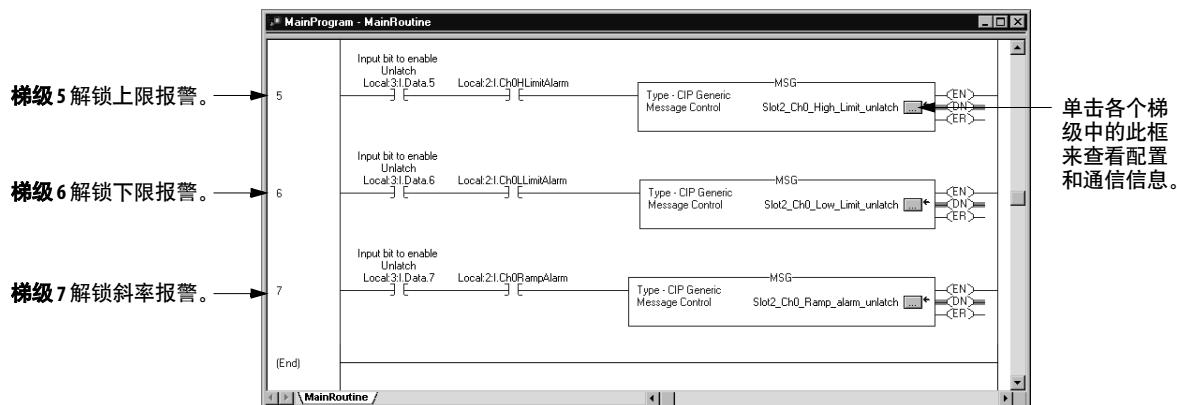 MainProgram - MainRoutine
梯级 5 解锁上限报警。
5
Input bit to enable
Unlatch
Local:3:I.Data.5
Local:2:I.Ch0HLimitAlarm
MSG
Type - CIP Generic
Message Control
Slot2_Ch0_High_Limit_unlatch
...
EN
DN
ER
单击各个梯
级中的此框
来查看配置
和通信信息。
梯级 6 解锁下限报警。
6
Input bit to enable
Unlatch
Local:3:I.Data.6
Local:2:I.Ch0LLimitAlarm
MSG
Type - CIP Generic
Message Control
Slot2_Ch0_Low_Limit_unlatch
...
EN
DN
ER
梯级 7 解锁斜率报警。
7
Input bit to enable
Unlatch
Local:3:I.Data.7
Local:2:I.Ch0RampAlarm
MSG
Type - CIP Generic
Message Control
Slot2_Ch0_Ramp_alarm_unlatch
...
EN
DN
ER
(End)
MainRoutine